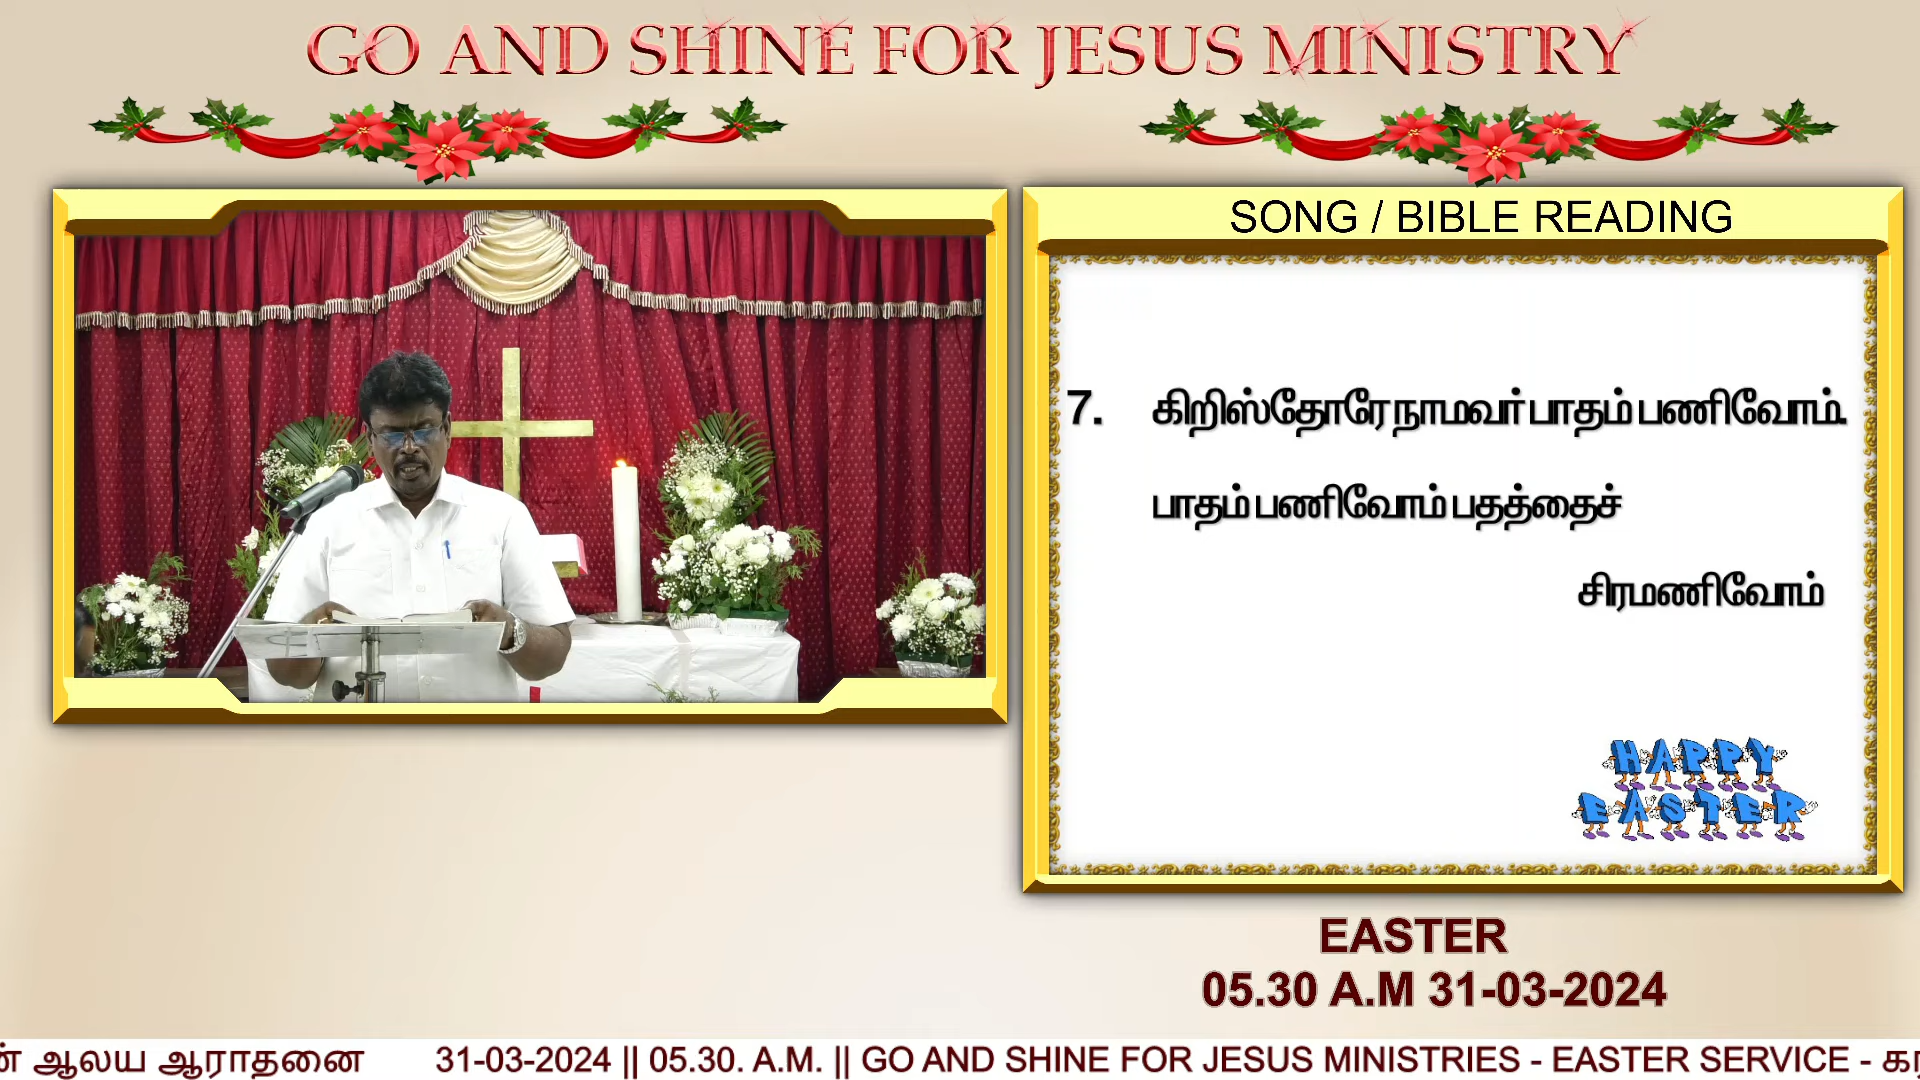 GO AND SHINE FOR JESUS MINISTRY
SONG / BIBLE READING
7. கிறிஸ்தோரே நாமவர் பாதம் பணிவோம்.
பாதம் பணிவோம் பதத்தைச்
சிரமணிவோம்
HAPPY
EASTER
EASTER
05.30 A.M 31-03-2024
ஆலய ஆராதனை 31-03-2024 || 05.30. A.M. || GO AND SHINE FOR JESUS MINISTRIES - EASTER SERVICE -